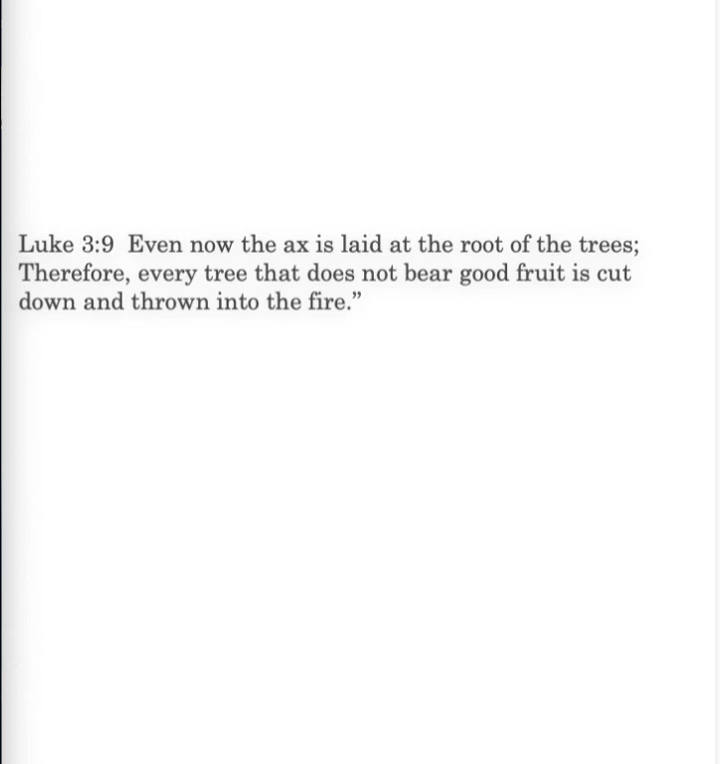 Luke 3:9  Even now the ax is laid at the root of the trees;
Therefore, every tree that does not bear good fruit is cut
down and thrown into the fire.”